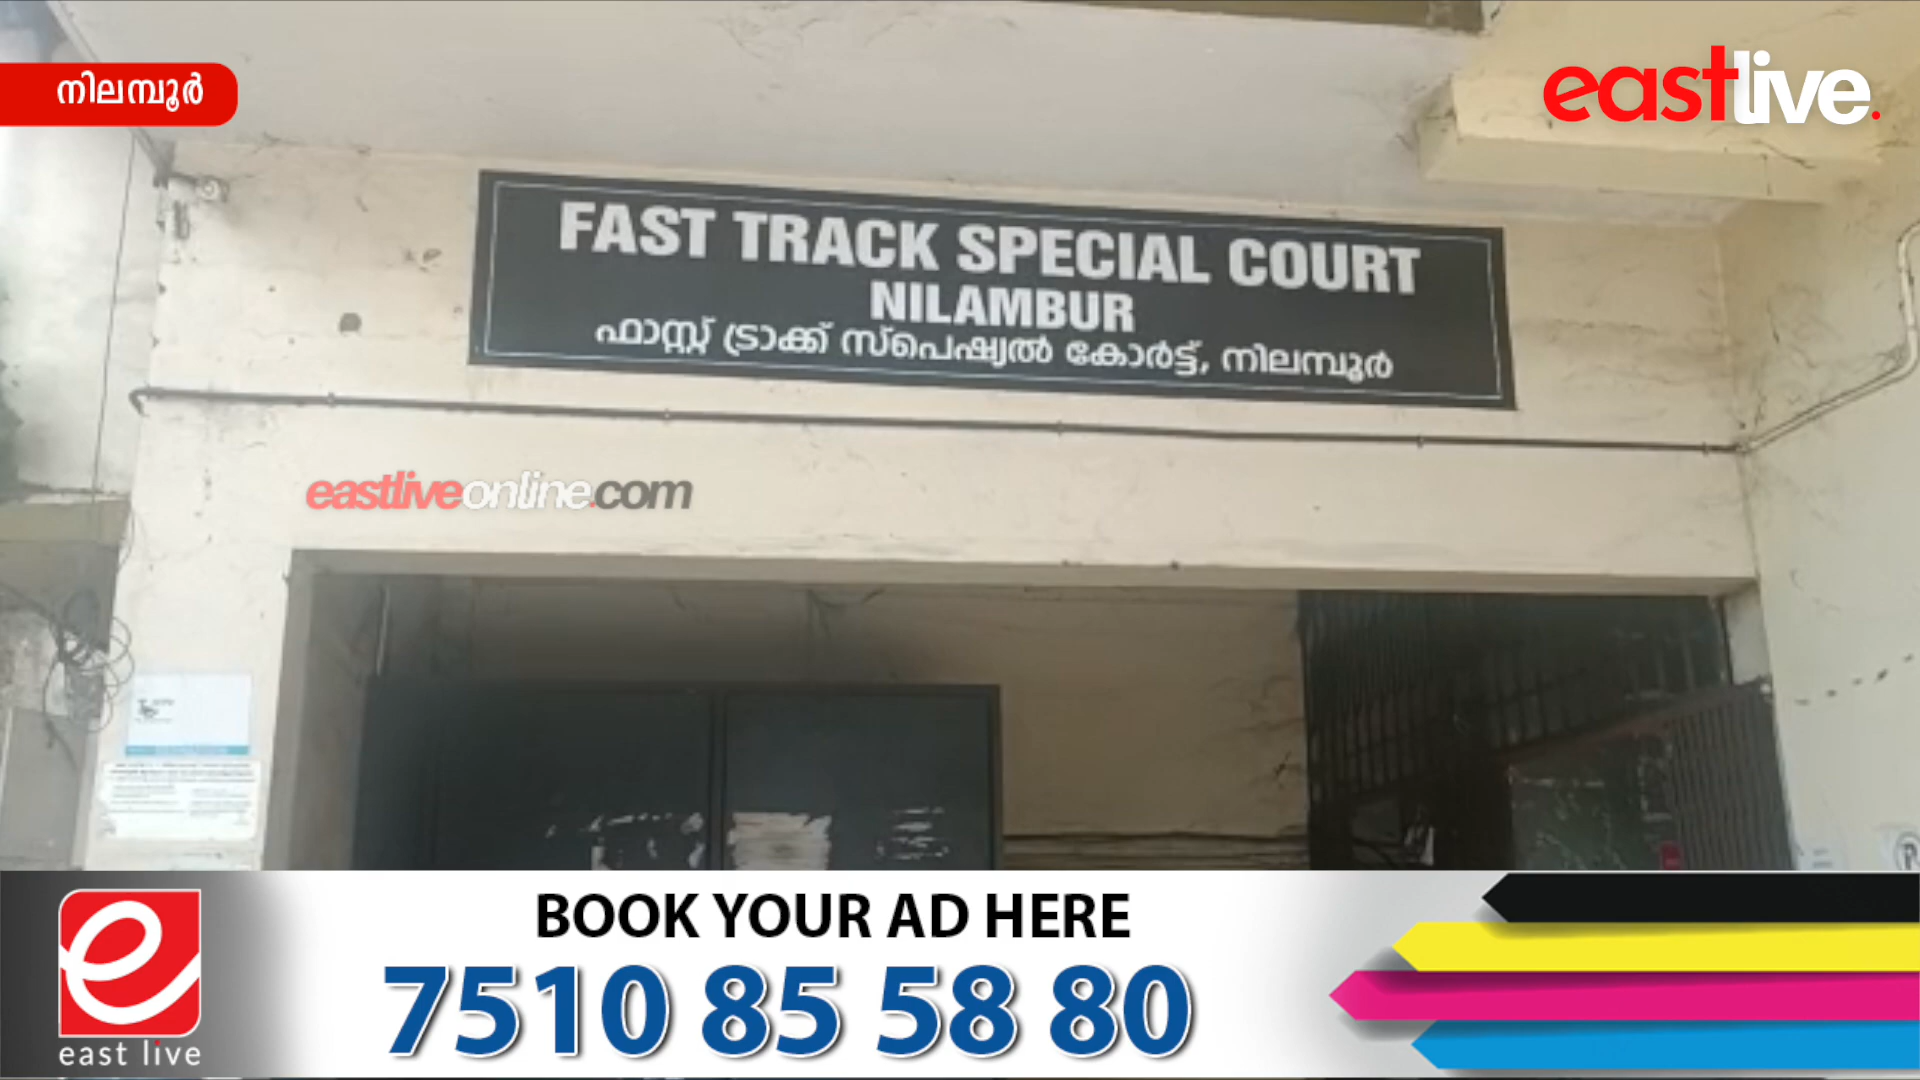 നിലമ്പൂർ
eastlive.
FAST TRACK SPECIAL COURT
NILAMBUR
ഫാസ്റ്റ് ട്രാക്ക് സ്പെഷ്യൽ കോർട്ട്, നിലമ്പൂർ
eastliveonline.com
BOOK YOUR AD HERE
7510 85 58 80
e
east live